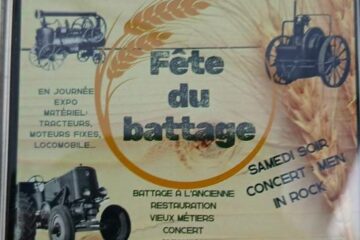 Fête
du
battage
EN JOURNÉE
EXPO
MATÉRIEL:
TRACTEURS,
MOTEURS FIXES,
LOCOMOBILE...
SAMEDI SOIR
CONCERT "MEN
IN ROCK"
BATTAGE À L'ANCIENNE
RESTAURATION
VIEUX MÉTIERS
CONCERT